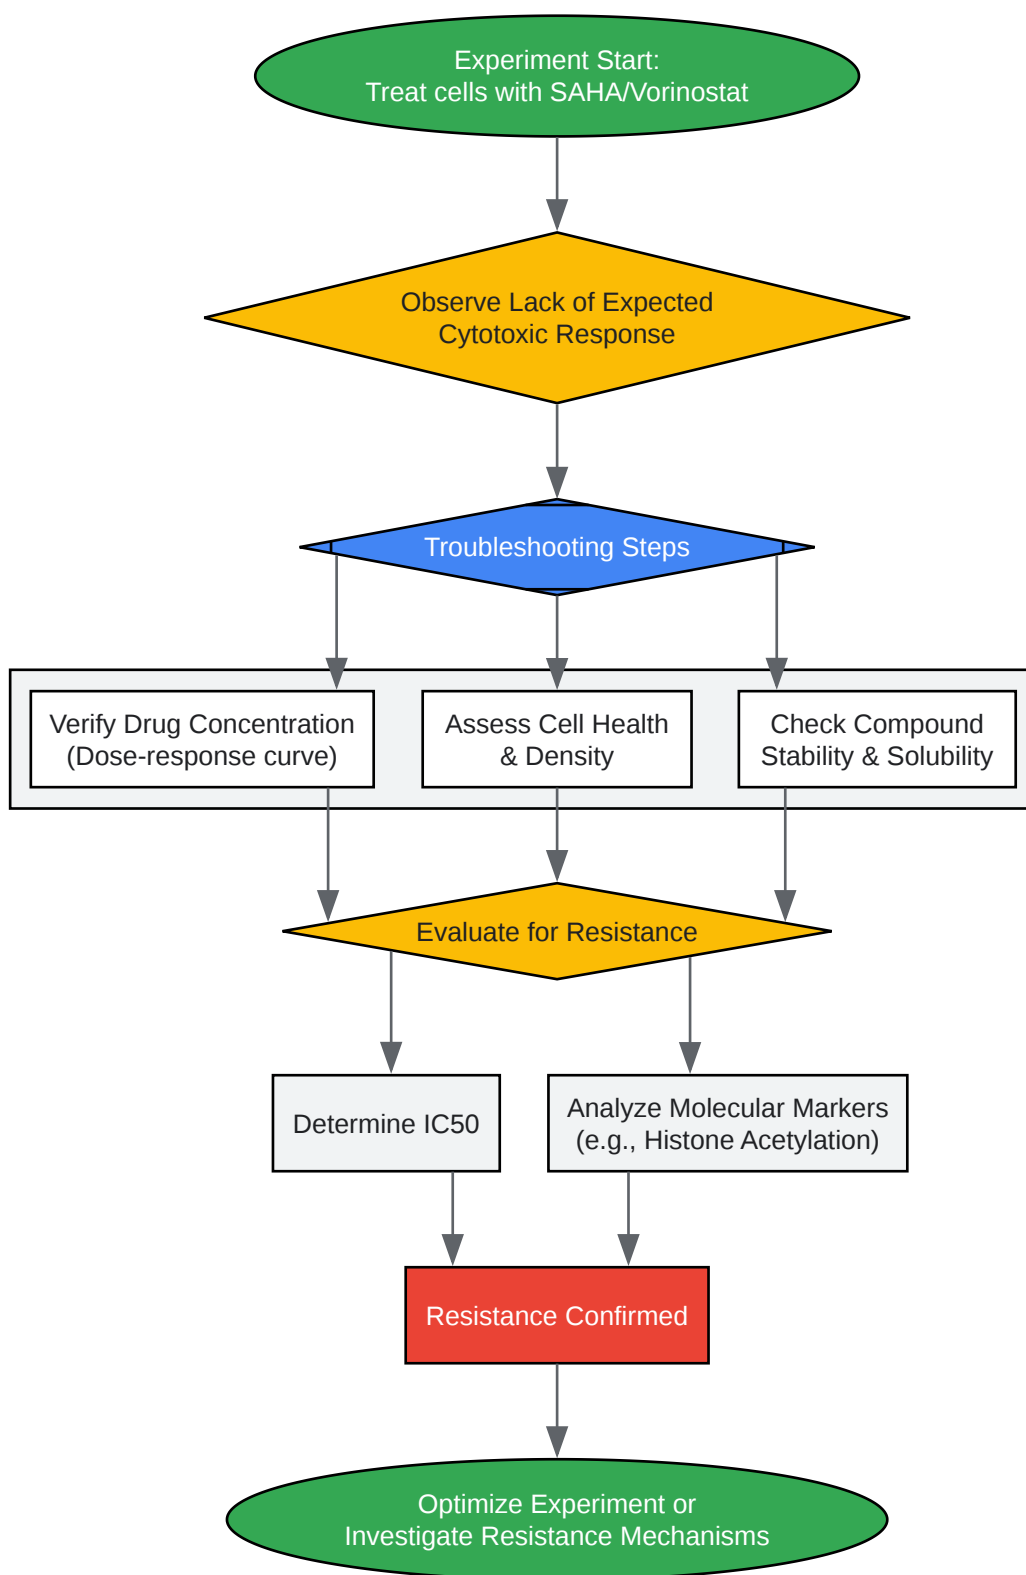 Experiment Start:
Treat cells with SAHA/Vorinostat
Observe Lack of Expected
Cytotoxic Response
Troubleshooting Steps
Verify Drug Concentration
(Dose-response curve)
Assess Cell Health
& Density
Check Compound
Stability & Solubility
Evaluate for Resistance
Determine IC50
Analyze Molecular Markers
(e.g., Histone Acetylation)
Resistance Confirmed
Optimize Experiment or
Investigate Resistance Mechanisms